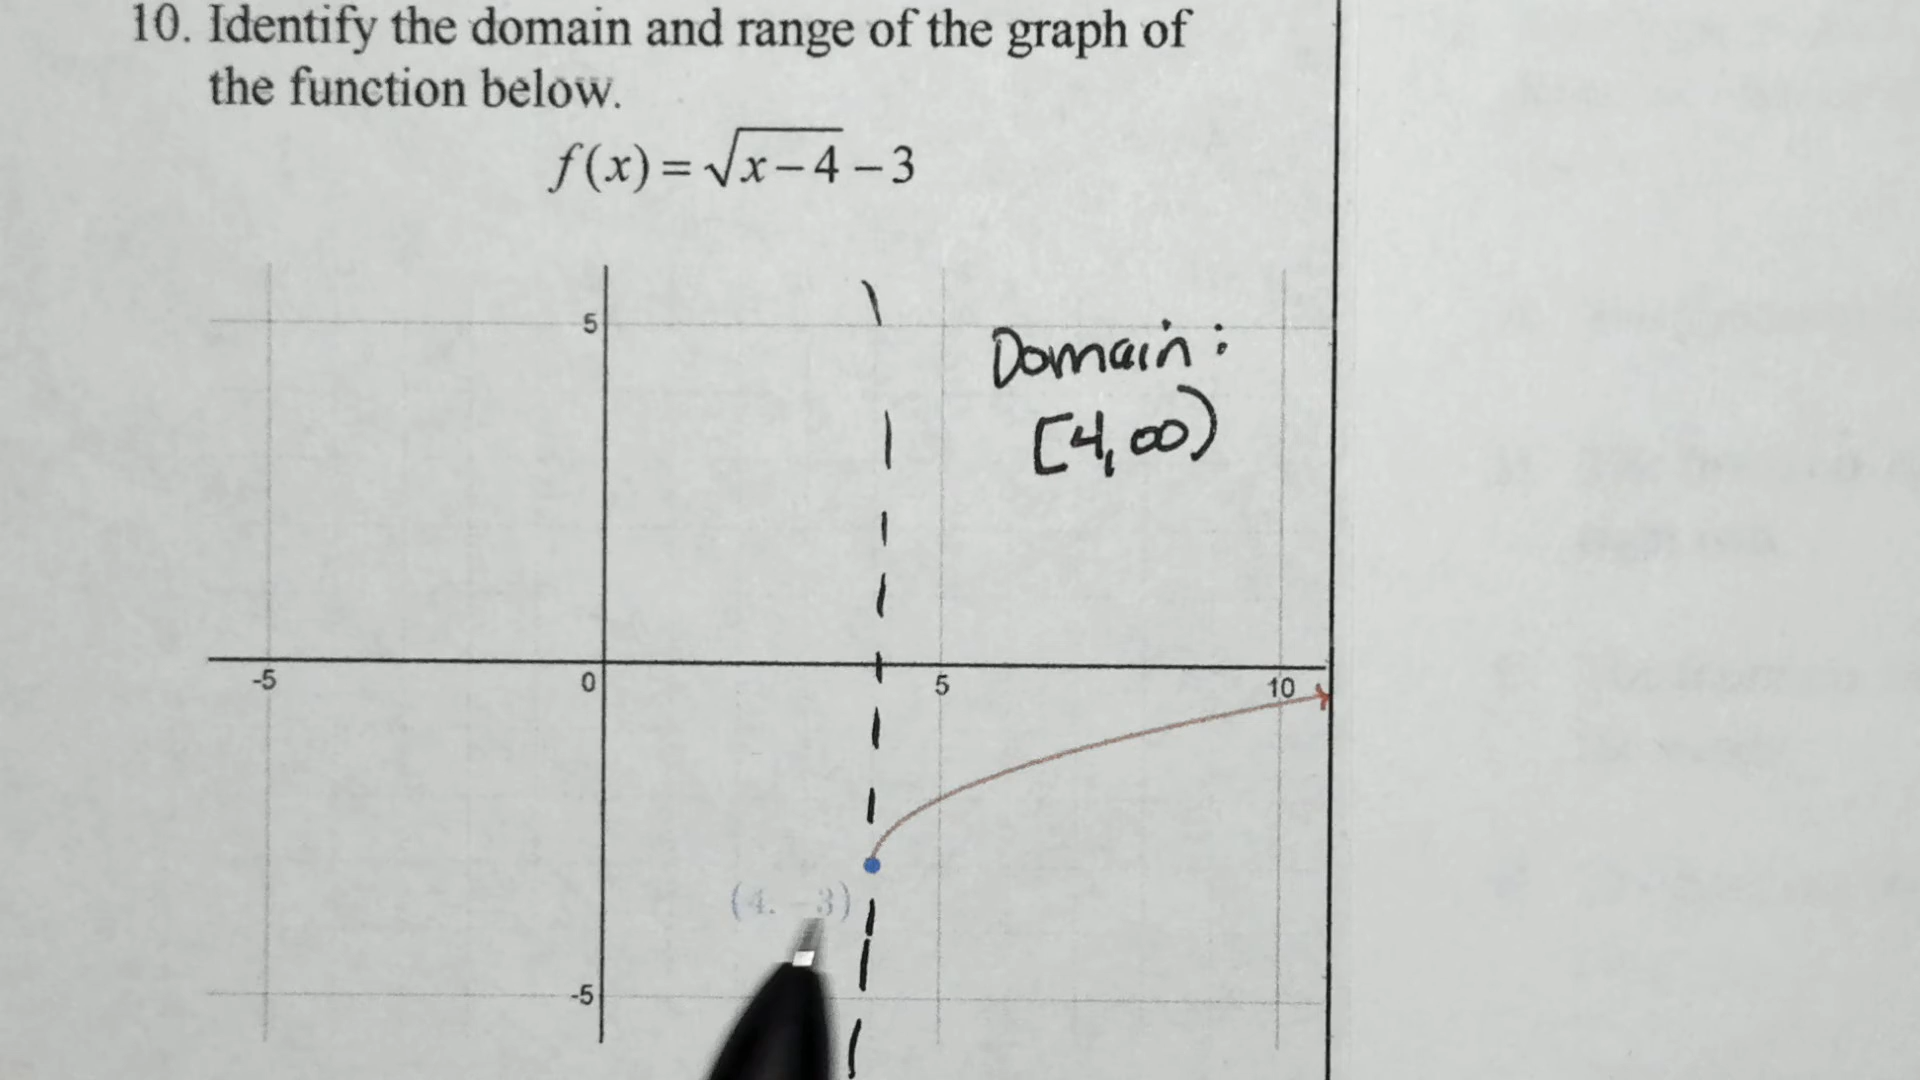 10. Identify the domain and range of the graph of
the function below.
f(x) = √x-4 - 3
5
Domain:
[4, ∞)
-5
0
5
10
(4, -3)
-5